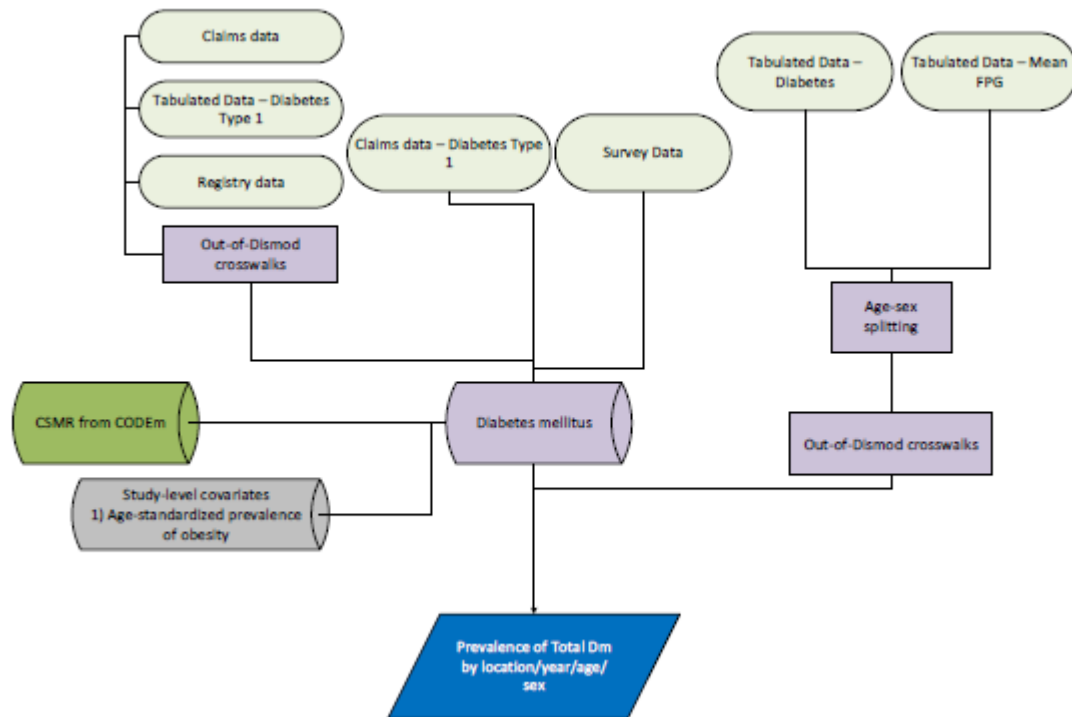 Claims data
Tabulated Data – Diabetes
Type 1
Registry data
Out-of-Dismod
crosswalks
Claims data – Diabetes Type
1
Survey Data
Tabulated Data –
Diabetes
Tabulated Data – Mean
FPG
Age-sex
splitting
Out-of-Dismod crosswalks
CSMR from CODEm
Diabetes mellitus
Study-level covariates
1) Age-standardized prevalence
of obesity
Prevalence of Total Dm
by location/year/age/
sex